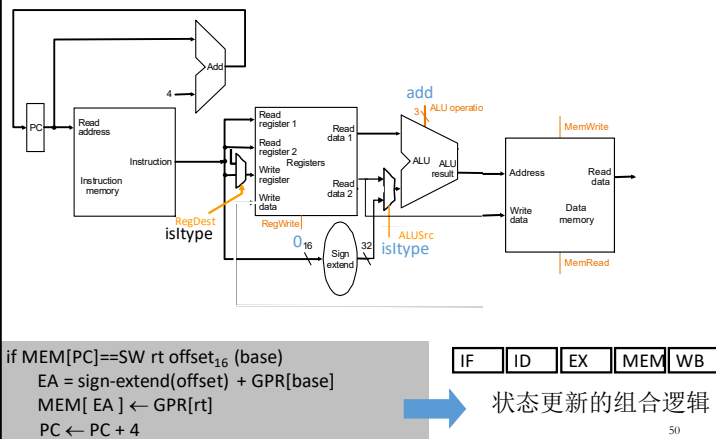 Add
4
add
3
ALU operatio
PC
Read
address
Instruction
Instruction
memory
Read
register 1
Read
register 2
Write
register
Write
data
Registers
Read
data 1
Read
data 2
ALU
ALU
result
MemWrite
Address
Read
data
Write
data
Data
memory
MemRead
RegDest
isItype
RegWrite
0
16
Sign
extend
32
ALUSrc
isItype
if MEM[PC]==SW rt offset16 (base)
EA = sign-extend(offset) + GPR[base]
MEM[ EA ] ← GPR[rt]
PC ← PC + 4
IF ID EX MEM WB
状态更新的组合逻辑
50